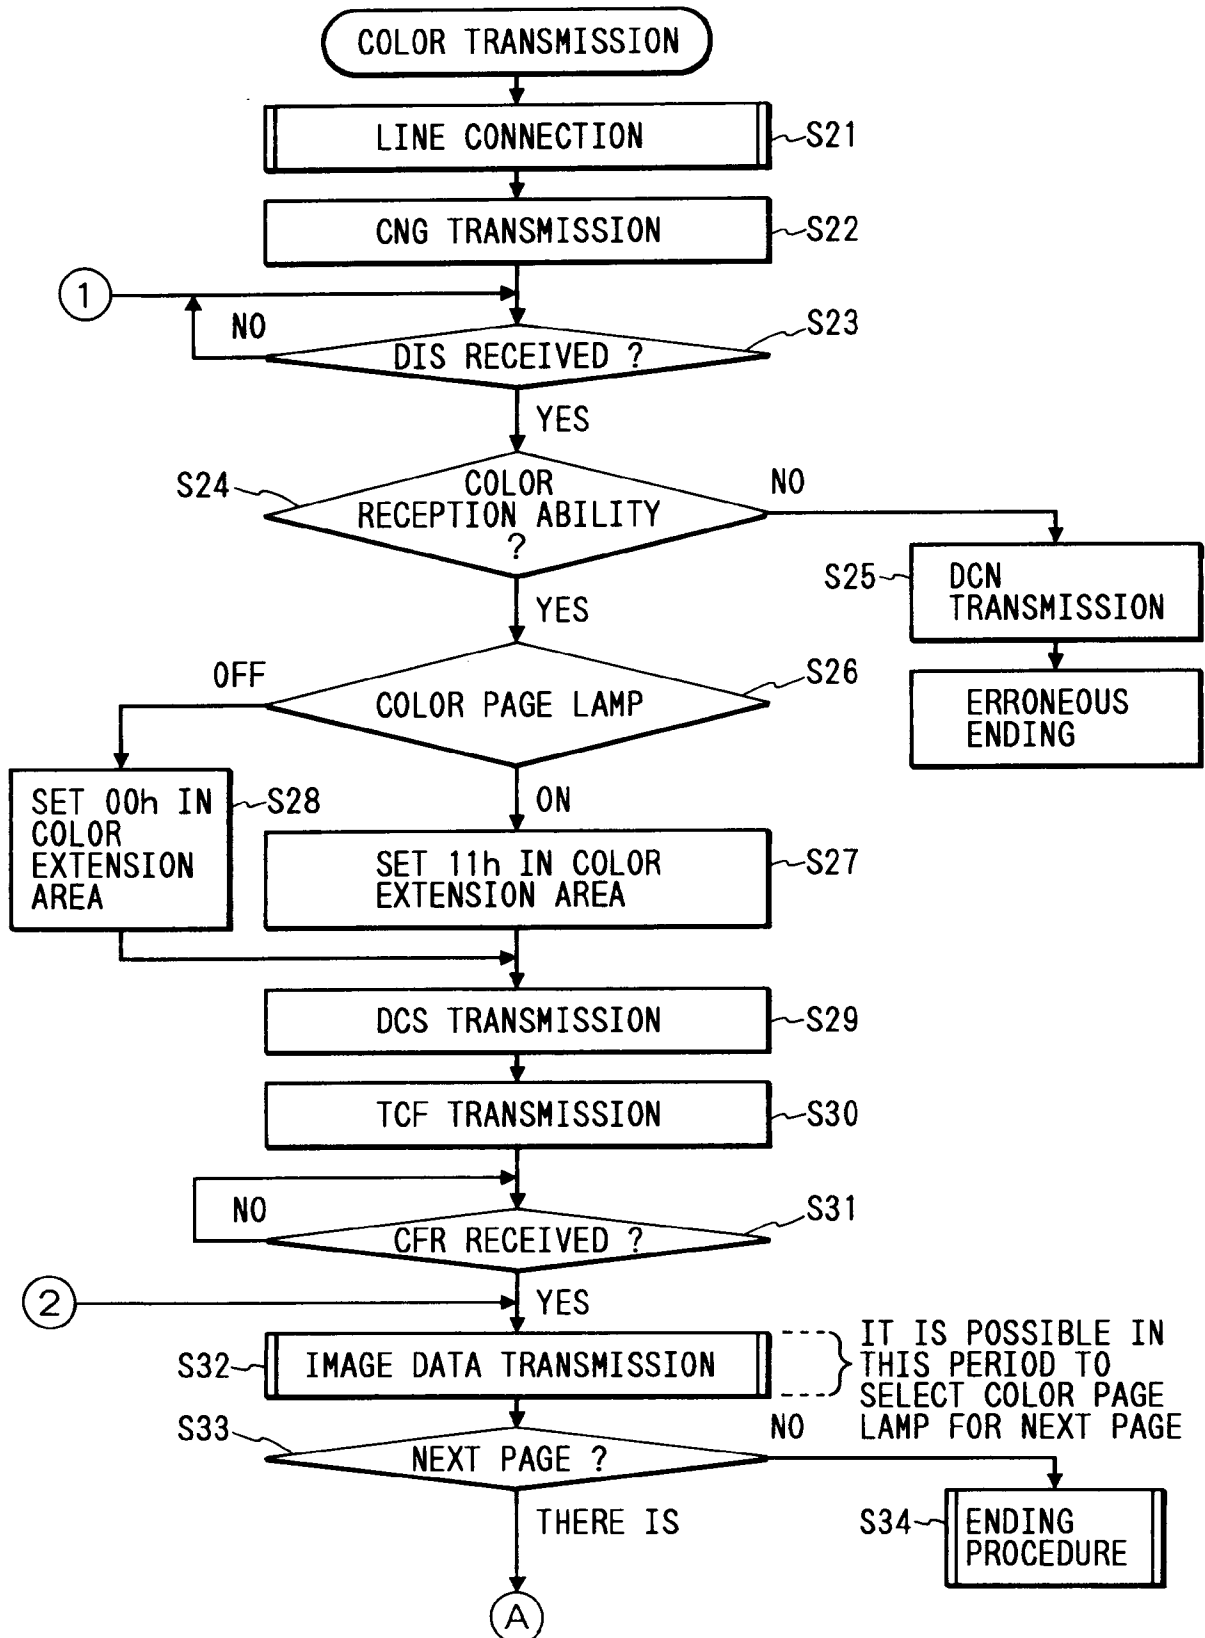 COLOR TRANSMISSION
LINE CONNECTION
S21
CNG TRANSMISSION
S22
1
NO
S23
DIS RECEIVED ?
YES
S24
COLOR
RECEPTION ABILITY
?
NO
S25
DCN
TRANSMISSION
YES
OFF
S26
COLOR PAGE LAMP
ERRONEOUS
ENDING
SET 00h IN
COLOR
EXTENSION
AREA
S28
ON
SET 11h IN COLOR
EXTENSION AREA
S27
DCS TRANSMISSION
S29
TCF TRANSMISSION
S30
NO
S31
CFR RECEIVED ?
2
YES
S32
IMAGE DATA TRANSMISSION
IT IS POSSIBLE IN
THIS PERIOD TO
SELECT COLOR PAGE
LAMP FOR NEXT PAGE
S33
NO
NEXT PAGE ?
THERE IS
S34
ENDING
PROCEDURE
A